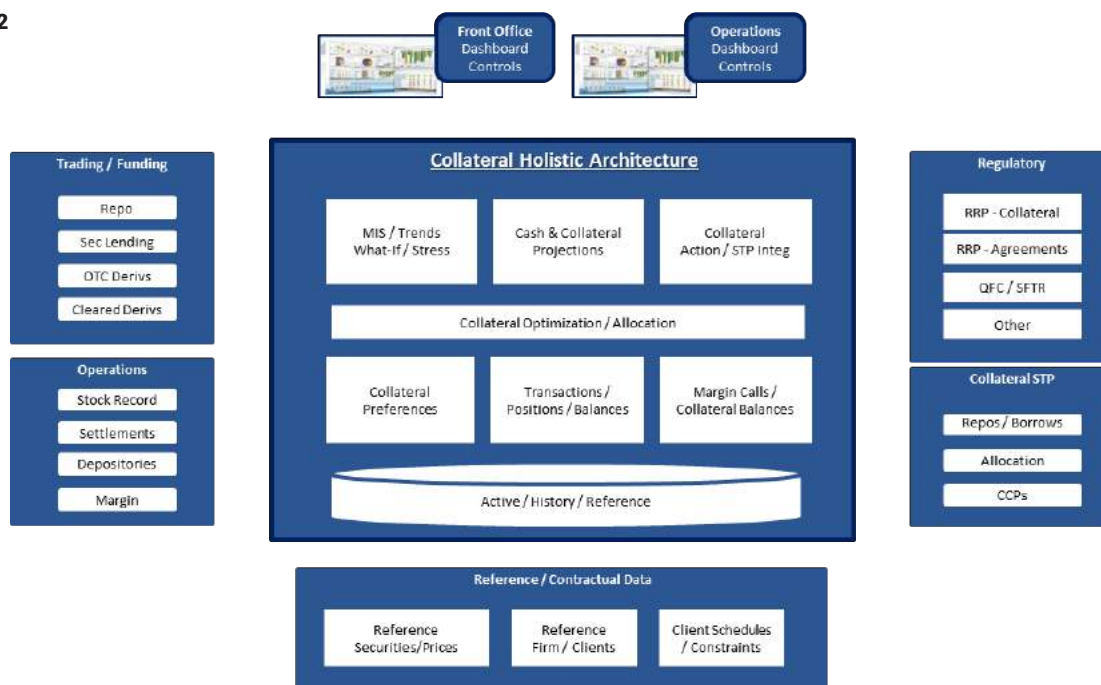 2
Front Office
Dashboard
Controls
Operations
Dashboard
Controls
Trading / Funding
Repo
Sec Lending
OTC Derivs
Cleared Derivs
Operations
Stock Record
Settlements
Depositories
Margin
Collateral Holistic Architecture
MIS / Trends
What-If / Stress
Cash & Collateral
Projections
Collateral
Action / STP Integ
Collateral Optimization / Allocation
Collateral
Preferences
Transactions /
Positions / Balances
Margin Calls /
Collateral Balances
Active / History / Reference
Regulatory
RRP - Collateral
RRP - Agreements
QFC / SFTR
Other
Collateral STP
Repos / Borrows
Allocation
CCPs
Reference / Contractual Data
Reference
Securities/Prices
Reference
Firm / Clients
Client Schedules
/ Constraints